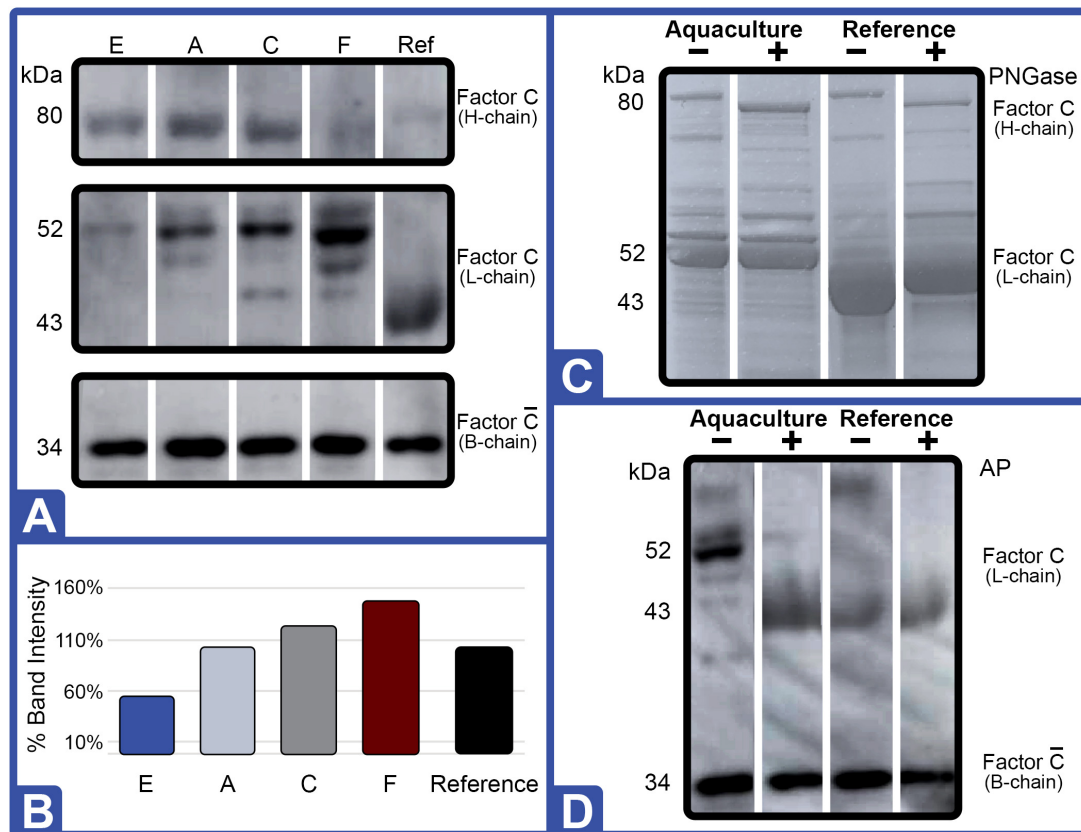 E A C F Ref
kDa
80
Factor C
(H-chain)
52
Factor C
(L-chain)
43
34
Factor C̅
(B-chain)
A
% Band Intensity
160%
110%
60%
10%
E A C F Reference
B
Aquaculture Reference
− + − +
kDa
PNGase
80
Factor C
(H-chain)
52
Factor C
(L-chain)
43
C
Aquaculture Reference
− + − +
kDa
AP
52
Factor C
(L-chain)
43
34
Factor C̅
(B-chain)
D